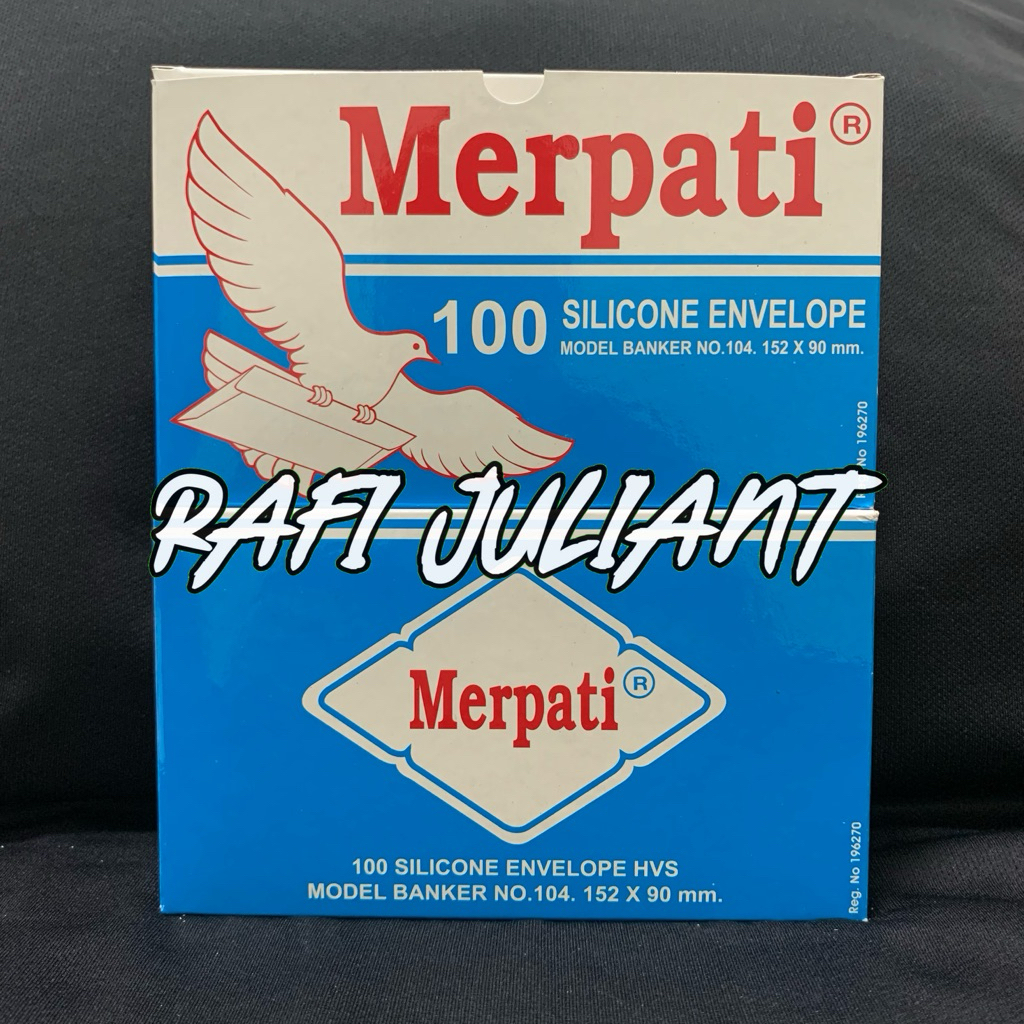 Merpati®
100 SILICONE ENVELOPE
MODEL BANKER NO.104. 152 X 90 mm.
No 196270
RAFI JULIANT
Merpati®
100 SILICONE ENVELOPE HVS
MODEL BANKER NO.104. 152 X 90 mm.
Reg. No 196270